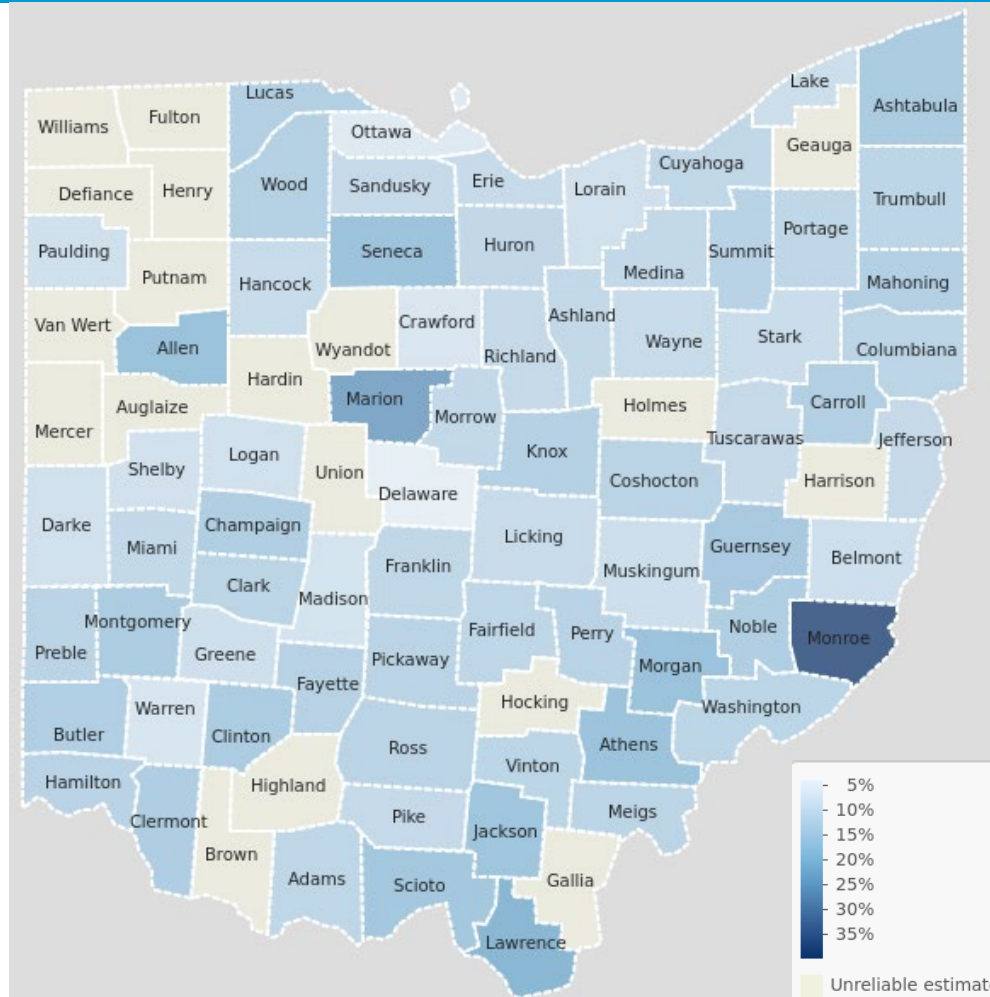 Lake
Lucas
Ashtabula
Fulton
Williams
Ottawa
Geauga
Cuyahoga
Wood
Sandusky
Erie
Lorain
Defiance
Henry
Trumbull
Portage
Paulding
Seneca
Huron
Summit
Medina
Putnam
Hancock
Mahoning
Van Wert
Crawford
Ashland
Allen
Wyandot
Richland
Wayne
Stark
Columbiana
Hardin
Marion
Auglaize
Morrow
Holmes
Carroll
Mercer
Tuscarawas
Jefferson
Shelby
Logan
Union
Knox
Coshocton
Harrison
Delaware
Darke
Champaign
Miami
Licking
Guernsey
Belmont
Franklin
Muskingum
Clark
Madison
Montgomery
Fairfield
Perry
Noble
Monroe
Preble
Greene
Pickaway
Morgan
Fayette
Hocking
Washington
Warren
Butler
Clinton
Ross
Athens
Vinton
Hamilton
Highland
Meigs
Clermont
Pike
Jackson
Brown
Adams
Scioto
Gallia
Lawrence
5%
10%
15%
20%
25%
30%
35%
Unreliable estimat